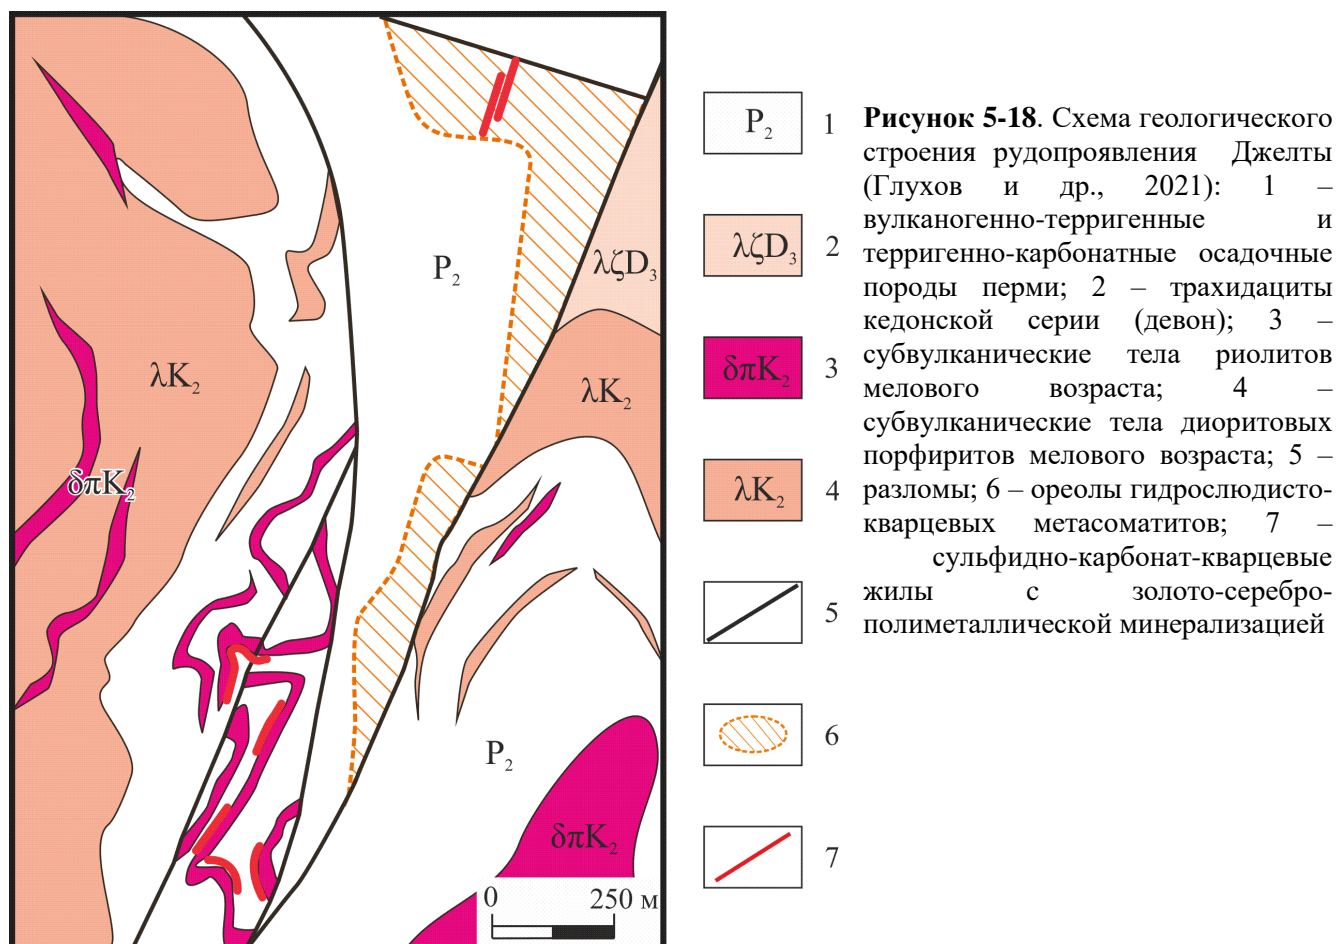 P₂
λζD₃
λK₂
λK₂
δπK₂
P₂
δπK₂
0 250 м
P₂ 1
λζD₃ 2
δπK₂ 3
λK₂ 4
5
6
7
Рисунок 5-18. Схема геологического
строения рудопроявления Джелты
(Глухов и др., 2021): 1 –
вулканогенно-терригенные и
терригенно-карбонатные осадочные
породы перми; 2 – трахидациты
кедонской серии (девон); 3 –
субвулканические тела риолитов
мелового возраста; 4 –
субвулканические тела диоритовых
порфиритов мелового возраста; 5 –
разломы; 6 – ореолы гидрослюдисто-
кварцевых метасоматитов; 7 –
сульфидно-карбонат-кварцевые
жилы с золото-серебро-
полиметаллической минерализацией